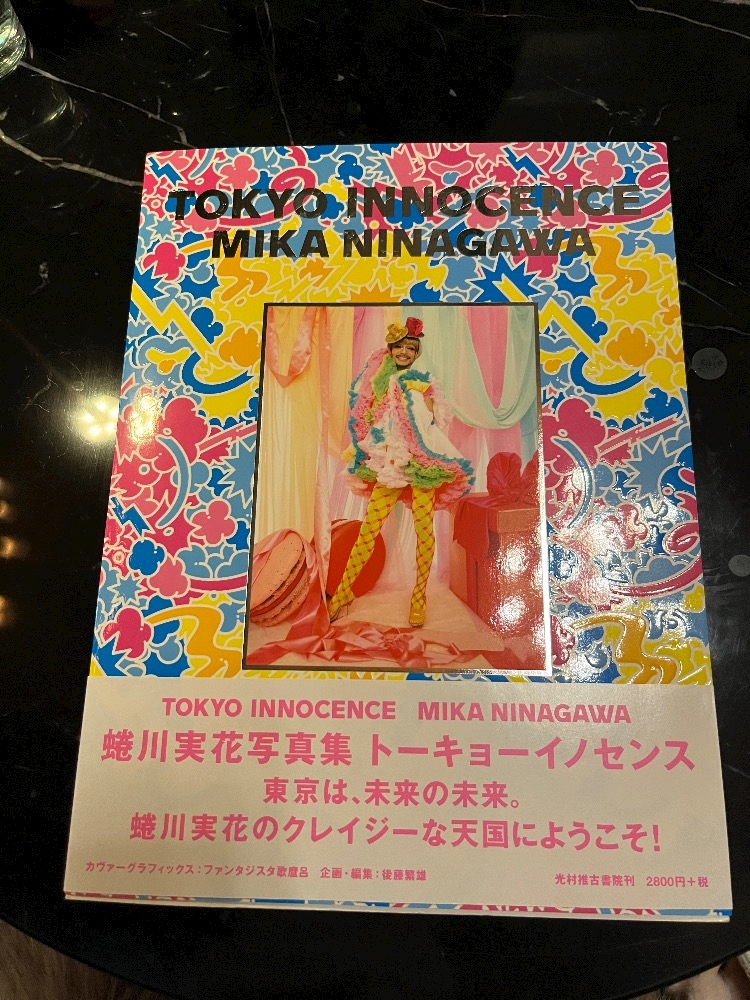 TOKYO INNOCENCE
MIKA NINAGAWA
TOKYO INNOCENCE MIKA NINAGAWA
蜷川実花写真集 トーキョーイノセンス
東京は、未来の未来。
蜷川実花のクレイジーな天国にようこそ!
カヴァーグラフィックス:ファンタジスタ歌麿呂 企画・編集:後藤繁雄
光村推古書院刊 2800円+税